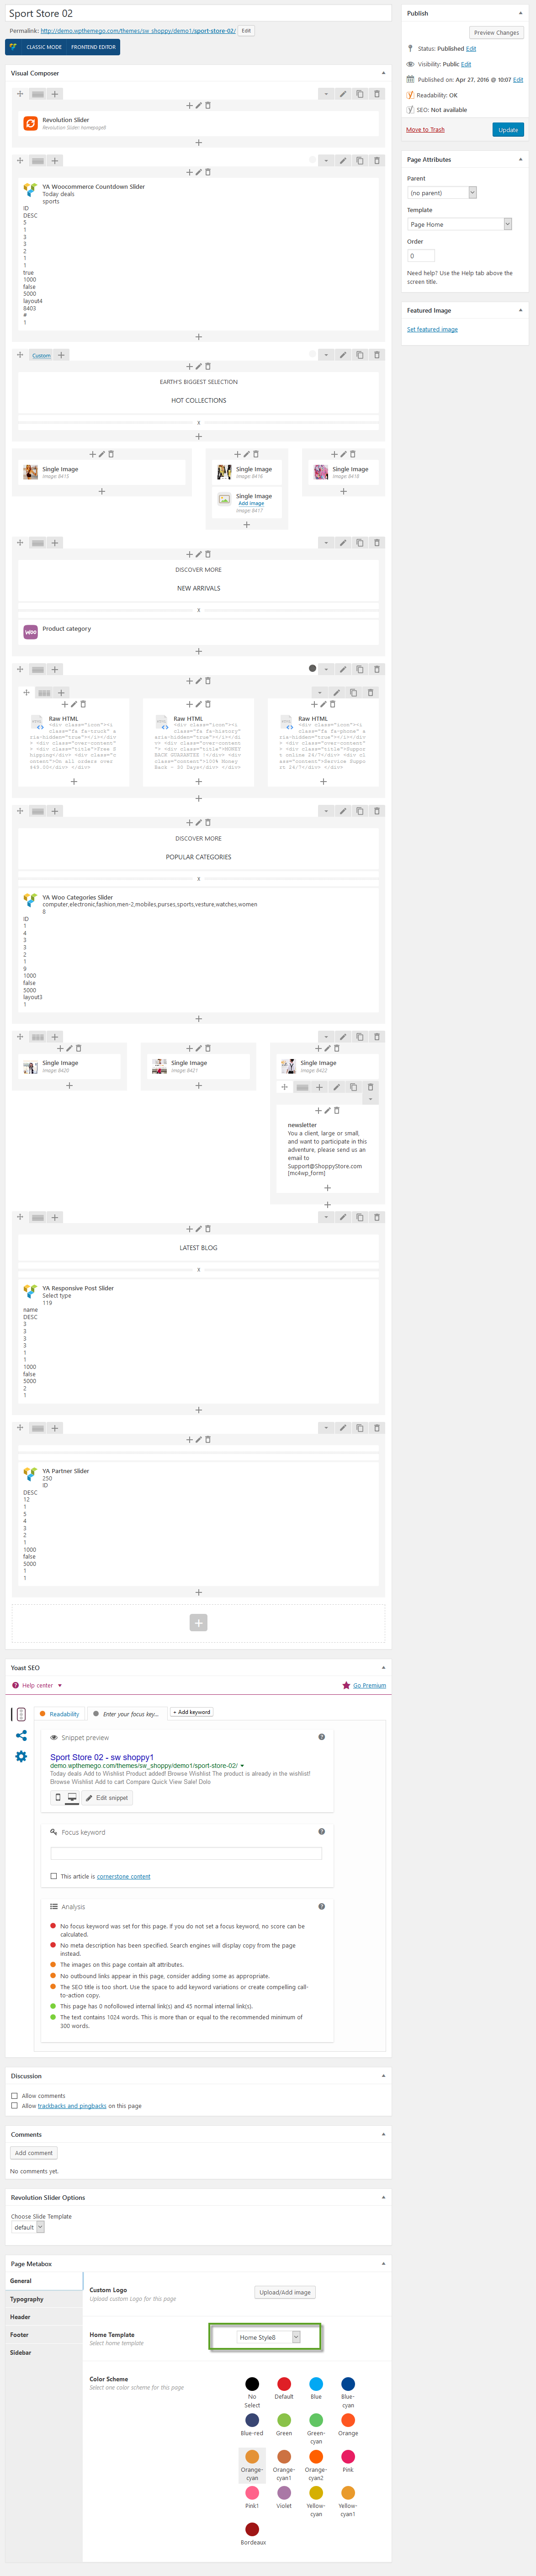 Sport Store 02
Permalink: http://demo.wpthemego.com/themes/sw_shoppy/demo1/sport-store-02/ Edit
CLASSIC MODE FRONTEND EDITOR
Visual Composer
Revolution Slider
Revolution Slider: homepage8
YA Woocommerce Countdown Slider
Today deals
sports
ID
DESC
5
1
3
3
2
1
1
true
1000
false
5000
layout4
8403
#
1
Custom
EARTH'S BIGGEST SELECTION
HOT COLLECTIONS
Single Image
Image: 8415
Single Image
Image: 8416
Single Image
Add image
Image: 8417
Single Image
Image: 8418
DISCOVER MORE
NEW ARRIVALS
WOO
Product category
Raw HTML
<div class="icon"><i
class="fa fa-truck" a
ria-hidden="true"></i></di
v> <div class="over-conten
t"> <div class="title">Free S
hipping</div> <div class="co
ntent">On all orders over
$49.50</div> </div>
Raw HTML
<div class="icon"><i
class="fa fa-history"
aria-hidden="true"></i></di
v> <div class="over-content
"> <div class="title">MONEY
BACK GUARANTEE !</div> <di
v class="content">100% Money
Back - 30 Days</div> </div>
Raw HTML
<div class="icon"><i
class="fa fa-phone" a
ria-hidden="true"></i></di
v> <div class="over-content
"> <div class="title">Suppor
t online 24/7</div> <div cl
ass="content">Service Supp
ort 24/7</div> </div>
DISCOVER MORE
POPULAR CATEGORIES
YA Woo Categories Slider
computer,electronic,fashion,men-2,mobiles,purses,sports,vesture,watches,women
8
ID
1
4
3
3
2
1
9
1000
false
5000
layout3
1
Single Image
Image: 8420
Single Image
Image: 8421
Single Image
Image: 8422
newsletter
You a client, large or small,
and want to participate in this
adventure, please send us an
email to
Support@ShoppyStore.com
[mc4wp_form]
LATEST BLOG
YA Responsive Post Slider
Select type
119
name
DESC
3
3
3
3
1
1
1000
false
5000
2
1
YA Partner Slider
250
ID
DESC
12
1
5
4
3
2
1
1000
false
5000
1
1
Yoast SEO
Help center
Go Premium
Readability
Enter your focus key...
+ Add keyword
Snippet preview
Sport Store 02 - sw shoppy1
demo.wpthemego.com/themes/sw_shoppy/demo1/sport-store-02/
Today deals Add to Wishlist Product added! Browse Wishlist The product is already in the wishlist!
Browse Wishlist Add to cart Compare Quick View Sale! Dolo
Edit snippet
Focus keyword
This article is cornerstone content
Analysis
No focus keyword was set for this page. If you do not set a focus keyword, no score can be
calculated.
No meta description has been specified. Search engines will display copy from the page
instead.
The images on this page contain alt attributes.
No outbound links appear in this page, consider adding some as appropriate.
The SEO title is too short. Use the space to add keyword variations or create compelling call-
to-action copy.
This page has 0 nofollowed internal link(s) and 45 normal internal link(s).
The text contains 1024 words. This is more than or equal to the recommended minimum of
300 words.
Discussion
Allow comments
Allow trackbacks and pingbacks on this page
Comments
Add comment
No comments yet.
Revolution Slider Options
Choose Slide Template
default
Page Metabox
General
Typography
Header
Footer
Sidebar
Custom Logo
Upload custom Logo for this page
Upload/Add image
Home Template
Select home template
Home Style8
Color Scheme
Select one color scheme for this page
No Select
Default
Blue
Blue-cyan
Blue-red
Green
Green-cyan
Orange
Orange-cyan
Orange-cyan1
Orange-cyan2
Pink
Pink1
Violet
Yellow-cyan
Yellow-cyan1
Bordeaux
Publish
Preview Changes
Status: Published Edit
Visibility: Public Edit
Published on: Apr 27, 2016 @ 10:07 Edit
Readability: OK
SEO: Not available
Move to Trash
Update
Page Attributes
Parent
(no parent)
Template
Page Home
Order
0
Need help? Use the Help tab above the
screen title.
Featured Image
Set featured image